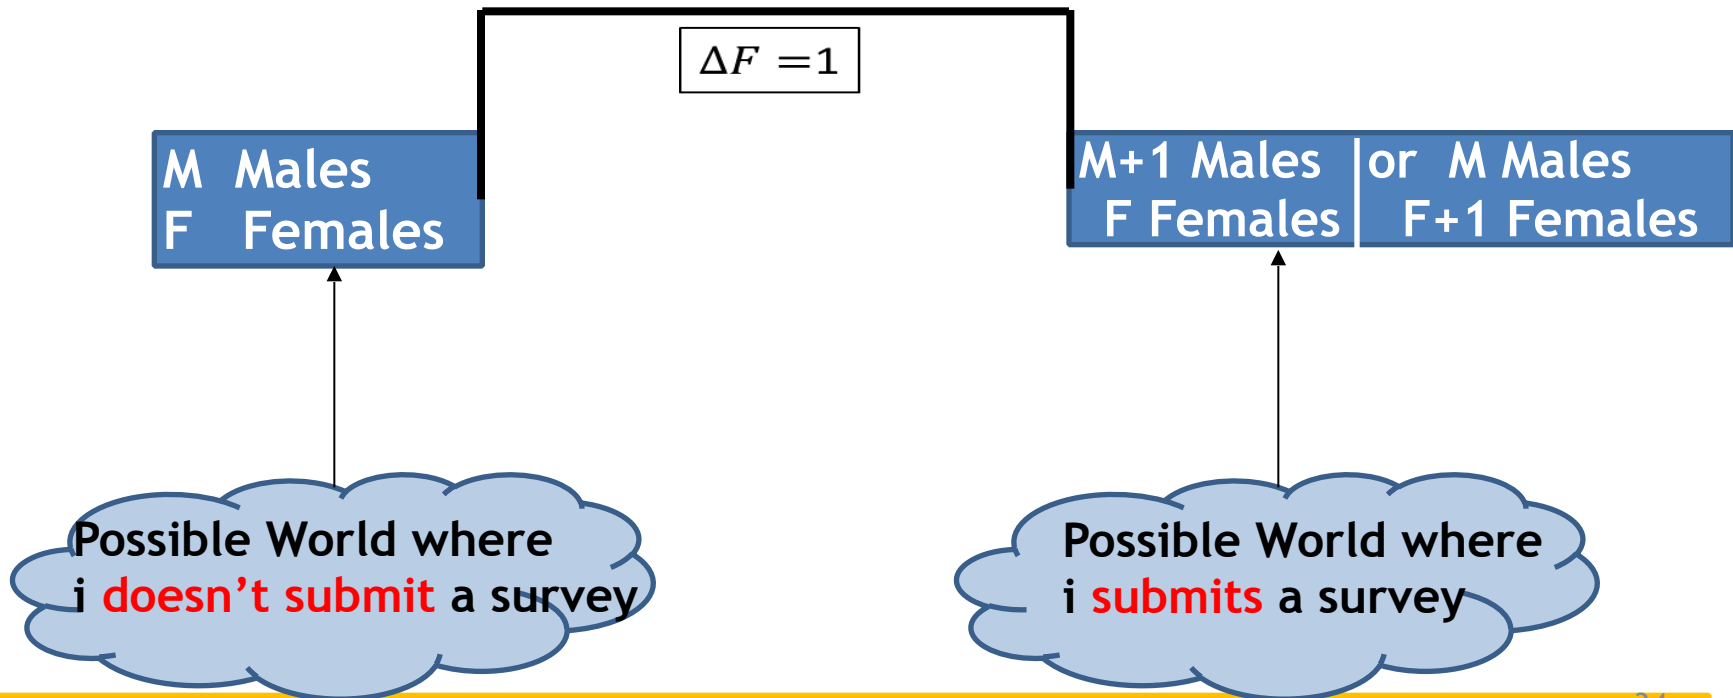 ΔF =1
M Males
F Females
M+1 Males or M Males
F Females F+1 Females
Possible World where
i doesn't submit a survey
Possible World where
i submits a survey